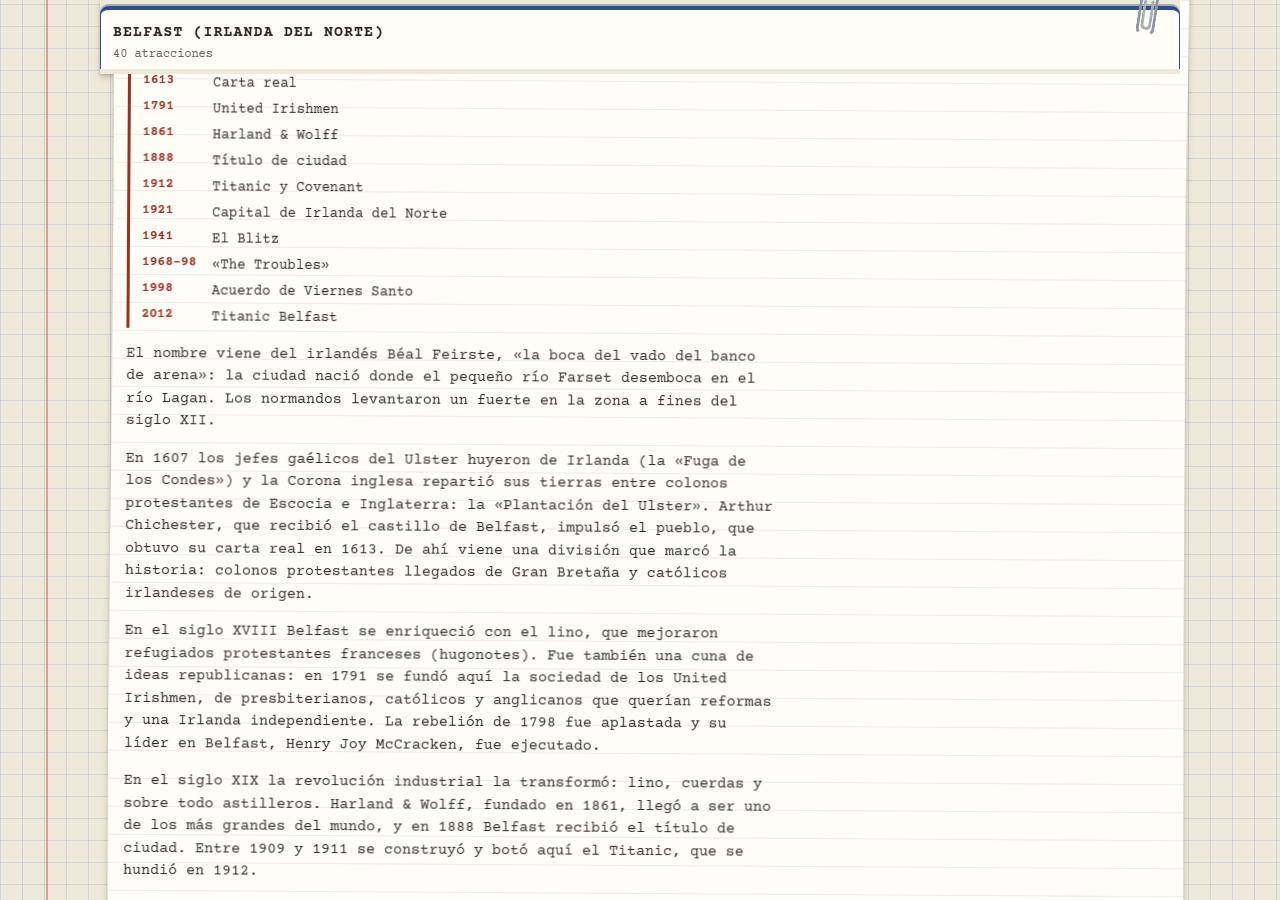 BELFAST (IRLANDA DEL NORTE)
40 atracciones
1613 Carta real
1791 United Irishmen
1861 Harland & Wolff
1888 Título de ciudad
1912 Titanic y Covenant
1921 Capital de Irlanda del Norte
1941 El Blitz
1968–98 «The Troubles»
1998 Acuerdo de Viernes Santo
2012 Titanic Belfast
El nombre viene del irlandés Béal Feirste, «la boca del vado del banco
de arena»: la ciudad nació donde el pequeño río Farset desemboca en el
río Lagan. Los normandos levantaron un fuerte en la zona a fines del
siglo XII.
En 1607 los jefes gaélicos del Ulster huyeron de Irlanda (la «Fuga de
los Condes») y la Corona inglesa repartió sus tierras entre colonos
protestantes de Escocia e Inglaterra: la «Plantación del Ulster». Arthur
Chichester, que recibió el castillo de Belfast, impulsó el pueblo, que
obtuvo su carta real en 1613. De ahí viene una división que marcó la
historia: colonos protestantes llegados de Gran Bretaña y católicos
irlandeses de origen.
En el siglo XVIII Belfast se enriqueció con el lino, que mejoraron
refugiados protestantes franceses (hugonotes). Fue también una cuna de
ideas republicanas: en 1791 se fundó aquí la sociedad de los United
Irishmen, de presbiterianos, católicos y anglicanos que querían reformas
y una Irlanda independiente. La rebelión de 1798 fue aplastada y su
líder en Belfast, Henry Joy McCracken, fue ejecutado.
En el siglo XIX la revolución industrial la transformó: lino, cuerdas y
sobre todo astilleros. Harland & Wolff, fundado en 1861, llegó a ser uno
de los más grandes del mundo, y en 1888 Belfast recibió el título de
ciudad. Entre 1909 y 1911 se construyó y botó aquí el Titanic, que se
hundió en 1912.